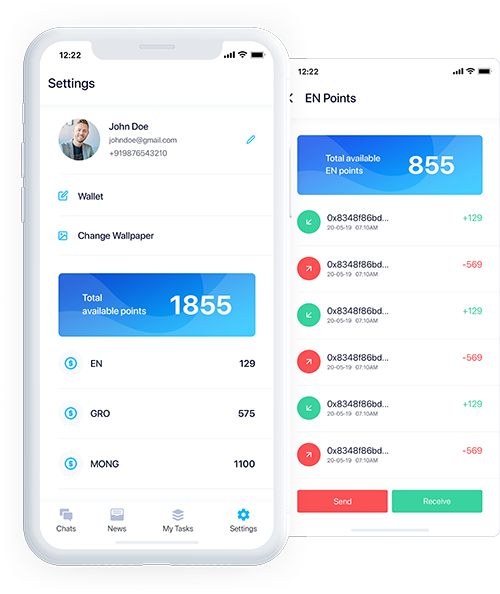 12:22
Settings
John Doe
johndoe@gmail.com
+919876543210
Wallet
Change Wallpaper
Total
available points
1855
EN 129
GRO 575
MONG 1100
Chats News My Tasks Settings
12:22
EN Points
Total available
EN points
855
0x8348f86bd... +129
20-05-19 07:10AM
0x8348f86bd... -569
20-05-19 07:10AM
0x8348f86bd... +129
20-05-19 07:10AM
0x8348f86bd... -569
20-05-19 07:10AM
0x8348f86bd... +129
20-05-19 07:10AM
0x8348f86bd... -569
20-05-19 07:10AM
Send Receive